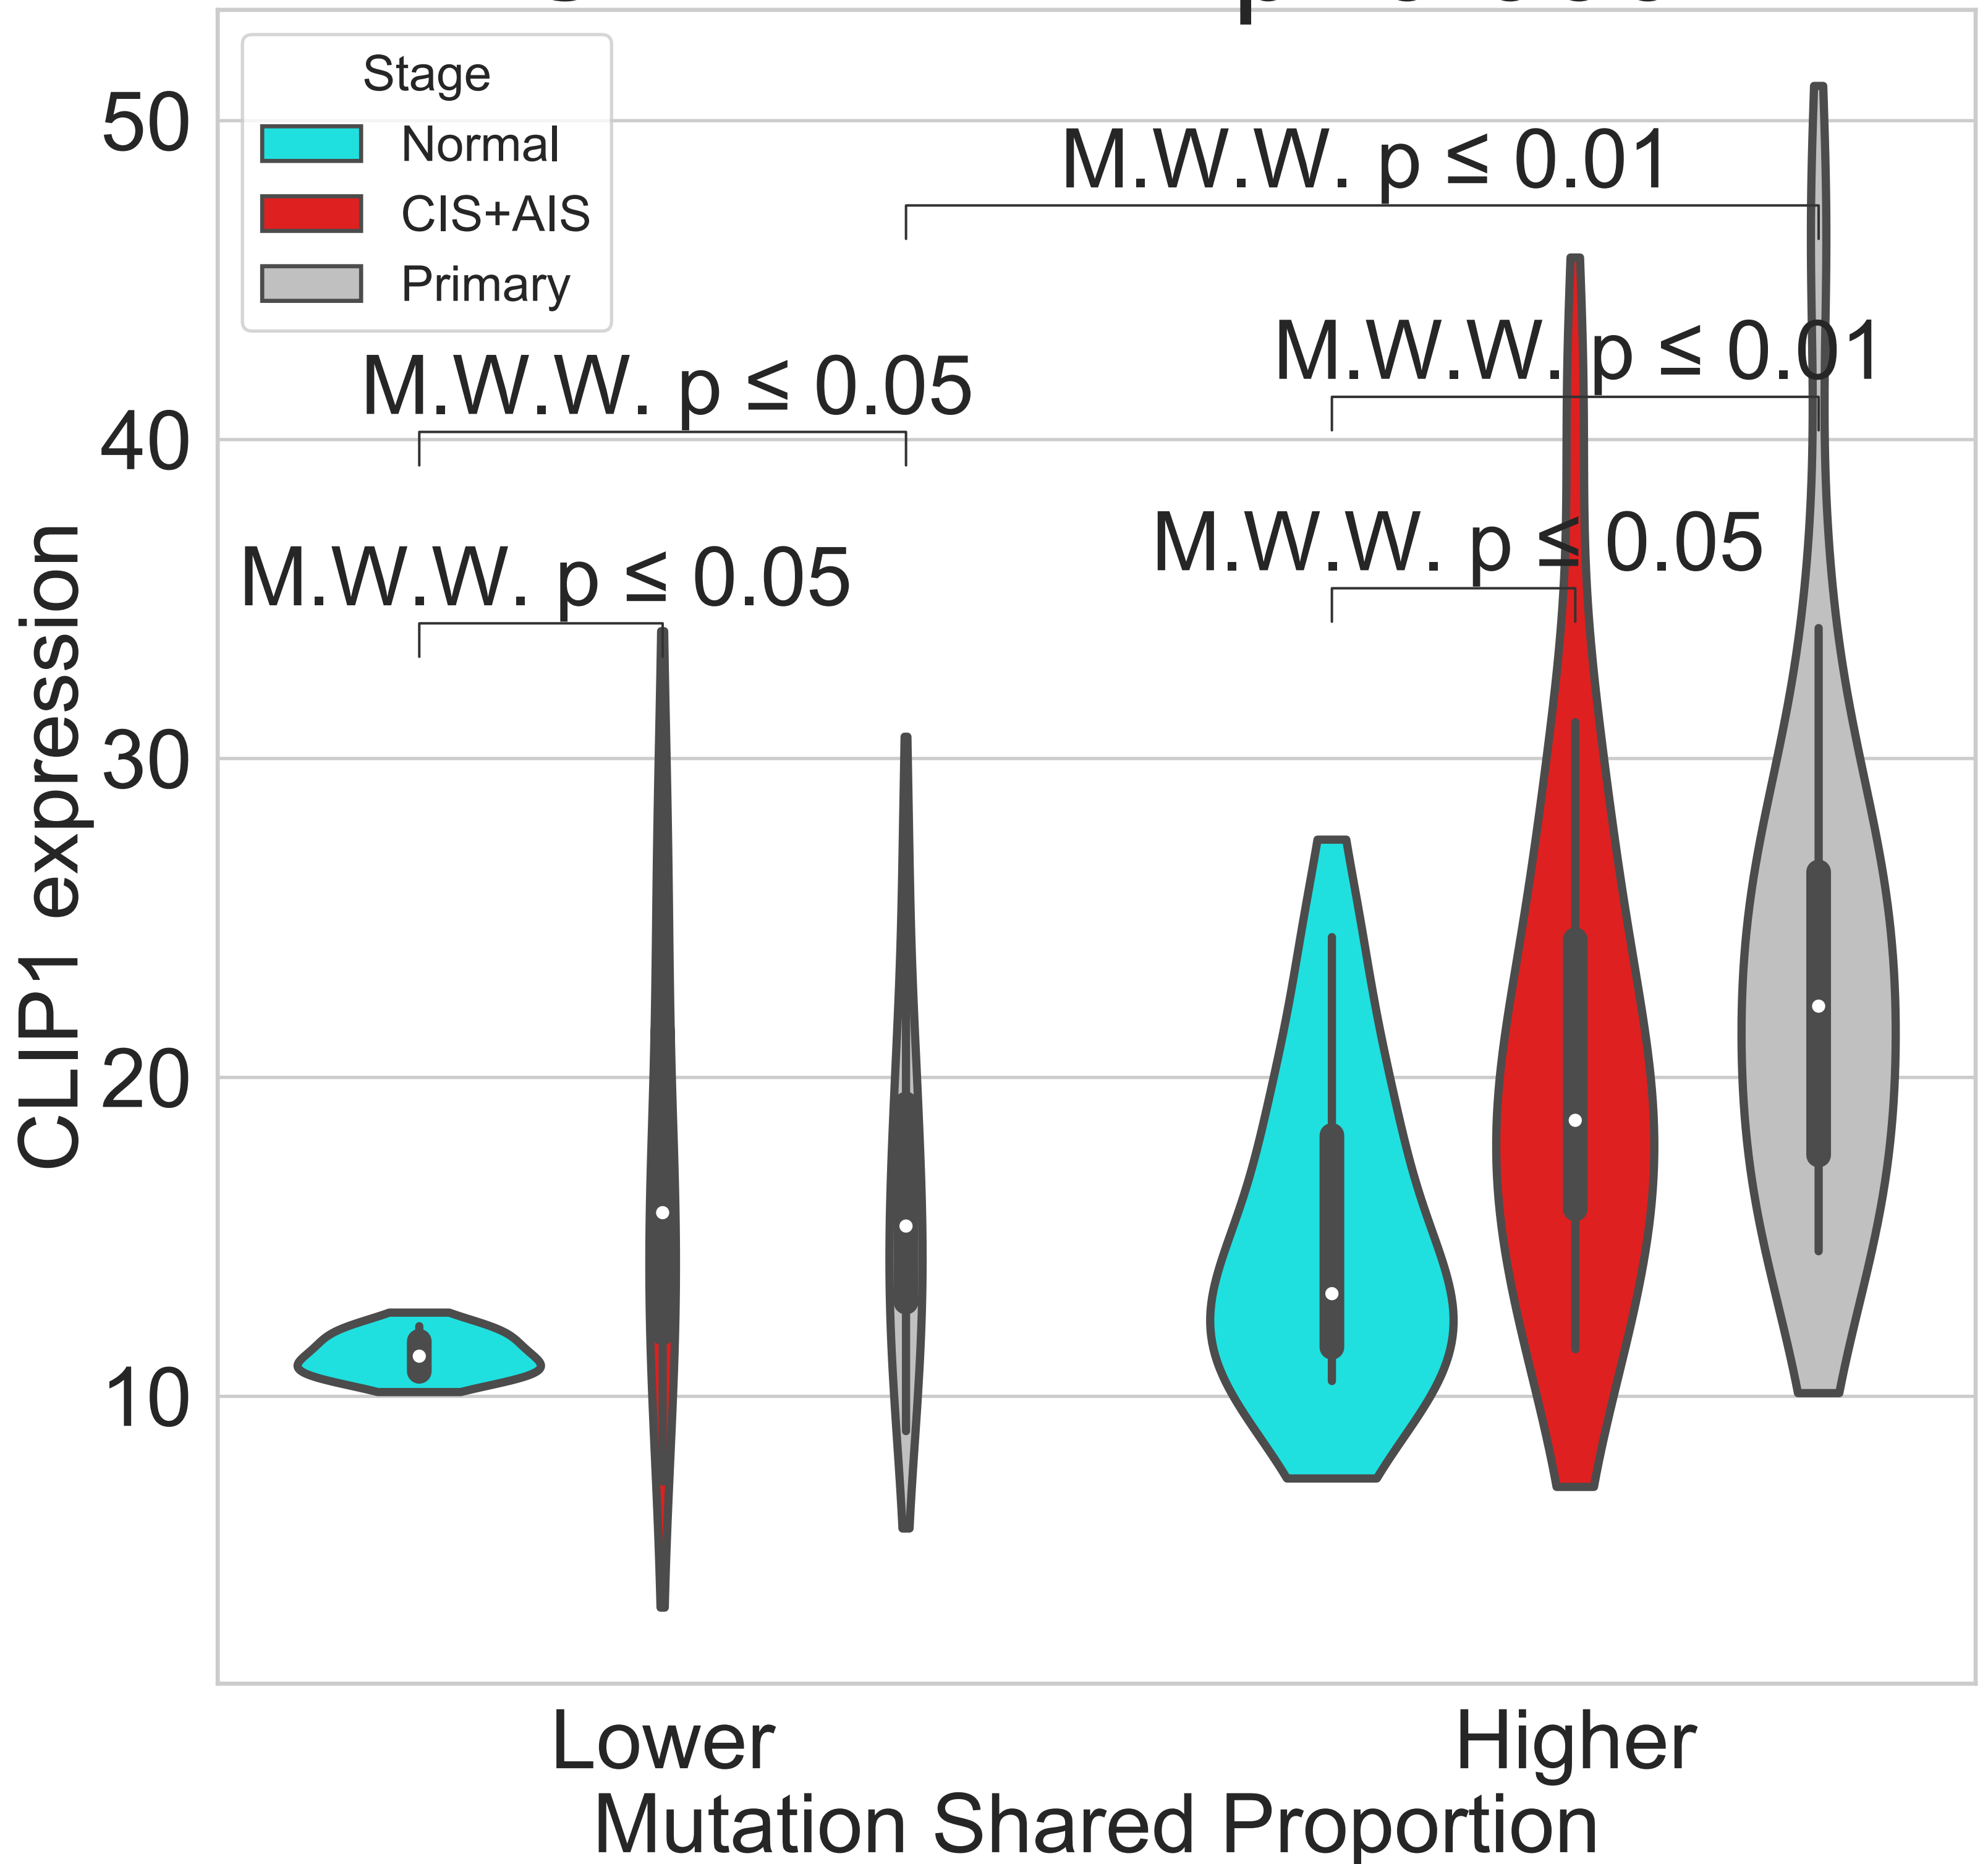 Stage
Normal
CIS+AIS
Primary
50
40
30
20
10
CLIP1 expression
M.W.W. p ≤ 0.01
M.W.W. p ≤ 0.01
M.W.W. p ≤ 0.05
M.W.W. p ≤ 0.05
M.W.W. p ≤ 0.05
Lower
Higher
Mutation Shared Proportion